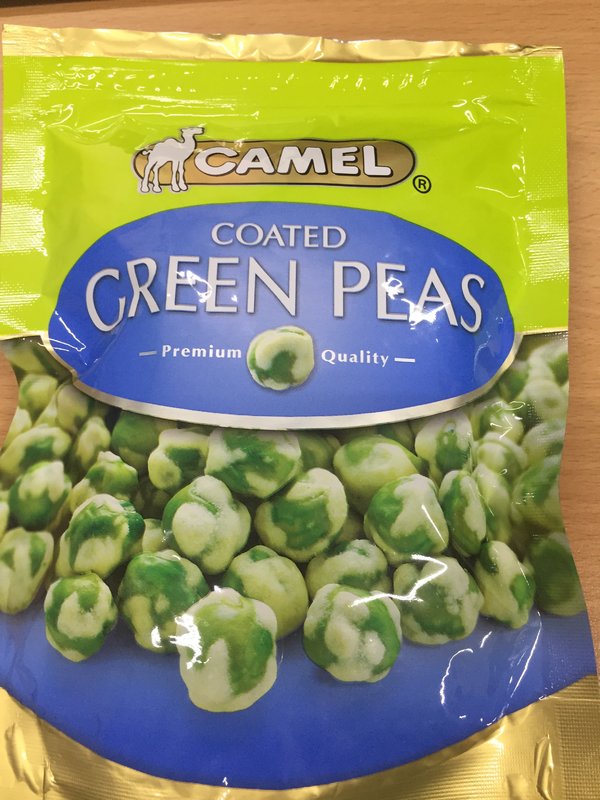 CAMEL®
COATED
GREEN PEAS
Premium Quality